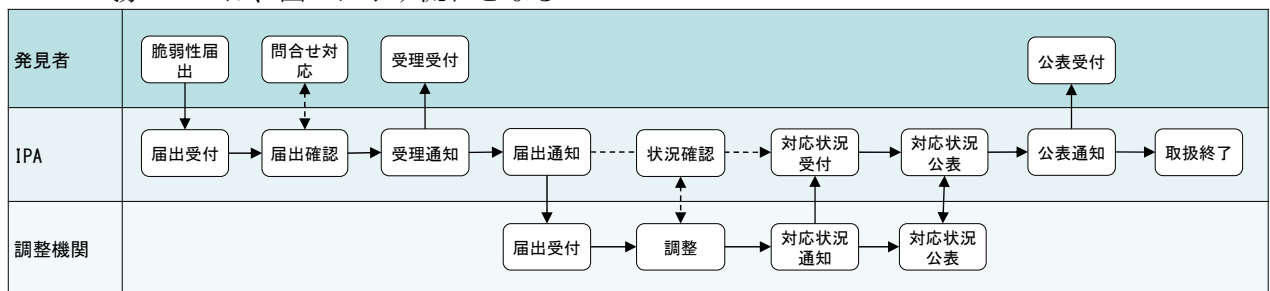 発見者
脆弱性届
出
問合せ対
応
受理受付
公表受付
IPA
届出受付
届出確認
受理通知
届出通知
状況確認
対応状況
受付
対応状況
公表
公表通知
取扱終了
調整機関
届出受付
調整
対応状況
通知
対応状況
公表